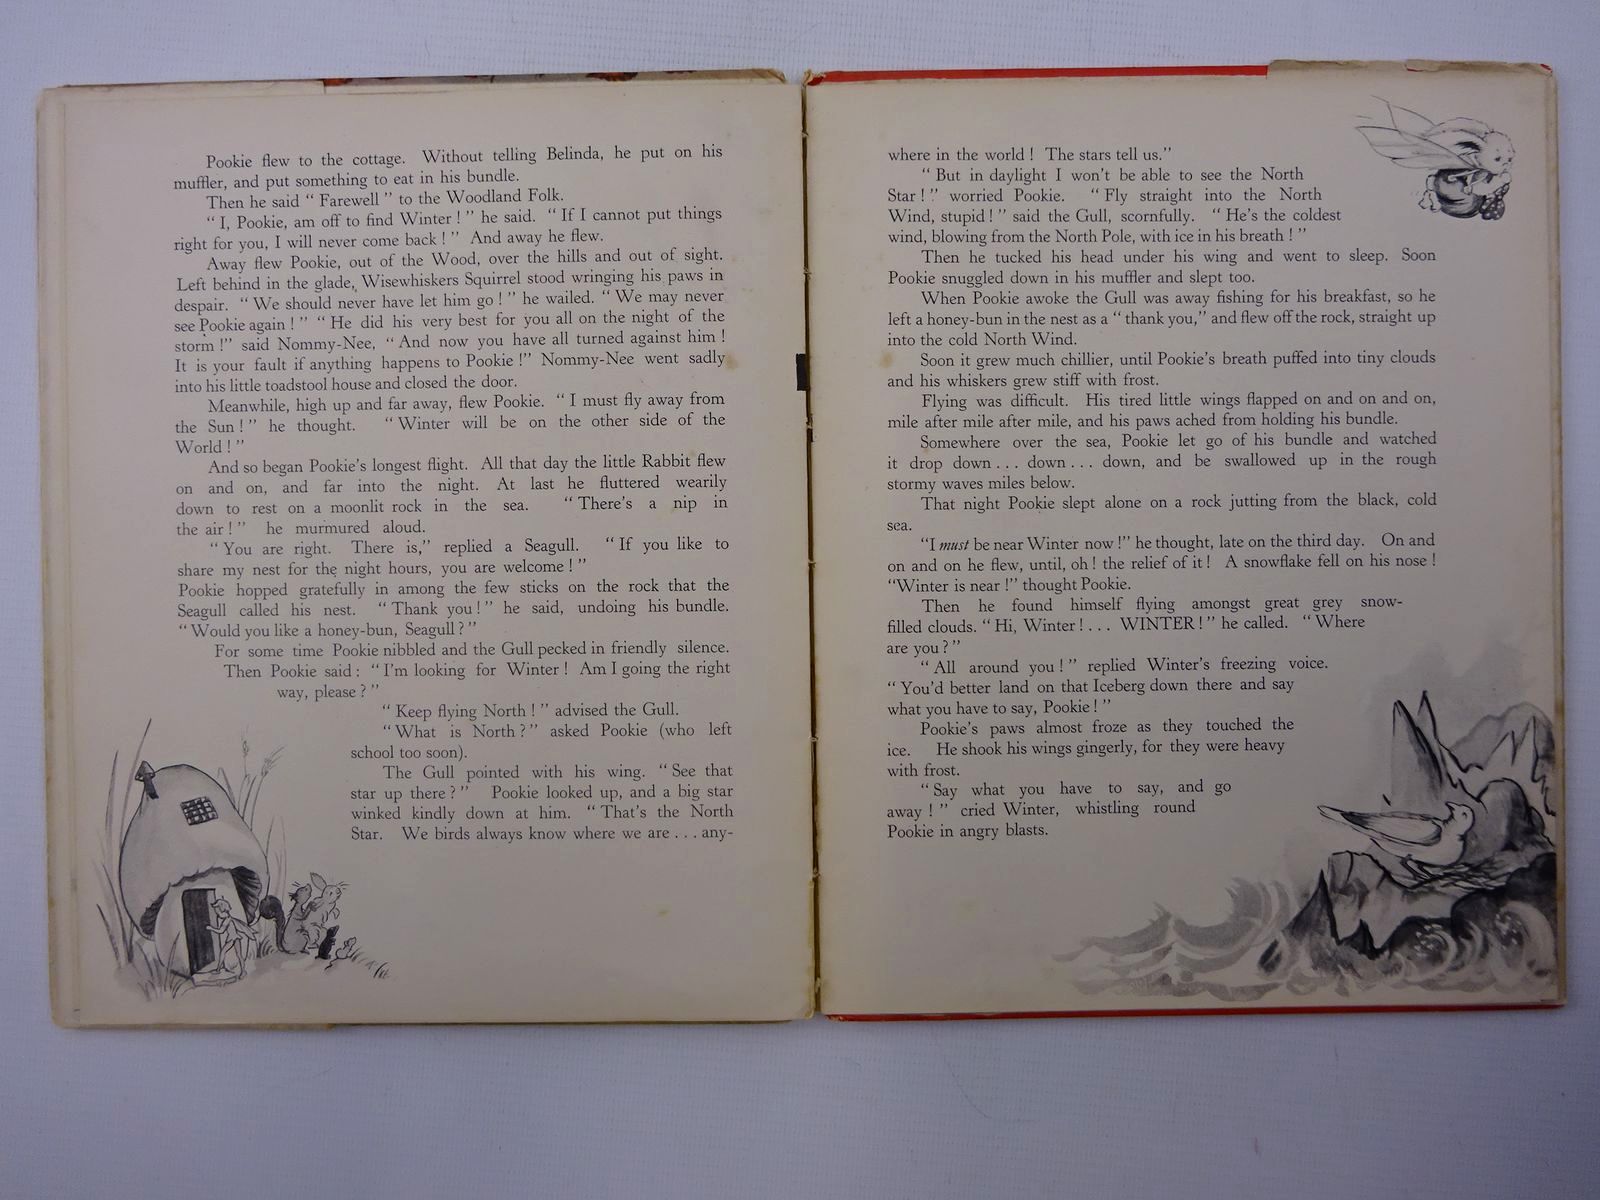 Pookie flew to the cottage. Without telling Belinda, he put on his
muffler, and put something to eat in his bundle.
Then he said “ Farewell ” to the Woodland Folk.
“ I, Pookie, am off to find Winter ! ” he said. “ If I cannot put things
right for you, I will never come back ! ” And away he flew.
Away flew Pookie, out of the Wood, over the hills and out of sight.
Left behind in the glade, Wisewhiskers Squirrel stood wringing his paws in
despair. “ We should never have let him go ! ” he wailed. “ We may never
see Pookie again ! ” “ He did his very best for you all on the night of the
storm !” said Nommy-Nee, “ And now you have all turned against him !
It is your fault if anything happens to Pookie !” Nommy-Nee went sadly
into his little toadstool house and closed the door.
Meanwhile, high up and far away, flew Pookie. “ I must fly away from
the Sun ! ” he thought. “ Winter will be on the other side of the
World ! ”
And so began Pookie's longest flight. All that day the little Rabbit flew
on and on, and far into the night. At last he fluttered wearily
down to rest on a moonlit rock in the sea. “ There's a nip in
the air ! ” he murmured aloud.
“ You are right. There is,” replied a Seagull. “ If you like to
share my nest for the night hours, you are welcome ! ”
Pookie hopped gratefully in among the few sticks on the rock that the
Seagull called his nest. “ Thank you ! ” he said, undoing his bundle.
“ Would you like a honey-bun, Seagull ? ”
For some time Pookie nibbled and the Gull pecked in friendly silence.
Then Pookie said : “ I'm looking for Winter ! Am I going the right
way, please ? ”
“ Keep flying North ! ” advised the Gull.
“ What is North ? ” asked Pookie (who left
school too soon).
The Gull pointed with his wing. “ See that
star up there ? ” Pookie looked up, and a big star
winked kindly down at him. “ That's the North
Star. We birds always know where we are . . . any-
where in the world ! The stars tell us.”
“ But in daylight I won't be able to see the North
Star ! ” worried Pookie. “ Fly straight into the North
Wind, stupid ! ” said the Gull, scornfully. “ He's the coldest
wind, blowing from the North Pole, with ice in his breath ! ”
Then he tucked his head under his wing and went to sleep. Soon
Pookie snuggled down in his muffler and slept too.
When Pookie awoke the Gull was away fishing for his breakfast, so he
left a honey-bun in the nest as a “ thank you,” and flew off the rock, straight up
into the cold North Wind.
Soon it grew much chillier, until Pookie's breath puffed into tiny clouds
and his whiskers grew stiff with frost.
Flying was difficult. His tired little wings flapped on and on and on,
mile after mile after mile, and his paws ached from holding his bundle.
Somewhere over the sea, Pookie let go of his bundle and watched
it drop down . . . down . . . down, and be swallowed up in the rough
stormy waves miles below.
That night Pookie slept alone on a rock jutting from the black, cold
sea.
“I must be near Winter now !” he thought, late on the third day. On and
on and on he flew, until, oh ! the relief of it ! A snowflake fell on his nose !
“Winter is near !” thought Pookie.
Then he found himself flying amongst great grey snow-
filled clouds. “ Hi, Winter ! . . . WINTER ! ” he called. “ Where
are you ? ”
“ All around you ! ” replied Winter's freezing voice.
“ You'd better land on that Iceberg down there and say
what you have to say, Pookie ! ”
Pookie's paws almost froze as they touched the
ice. He shook his wings gingerly, for they were heavy
with frost.
“ Say what you have to say, and go
away ! ” cried Winter, whistling round
Pookie in angry blasts.